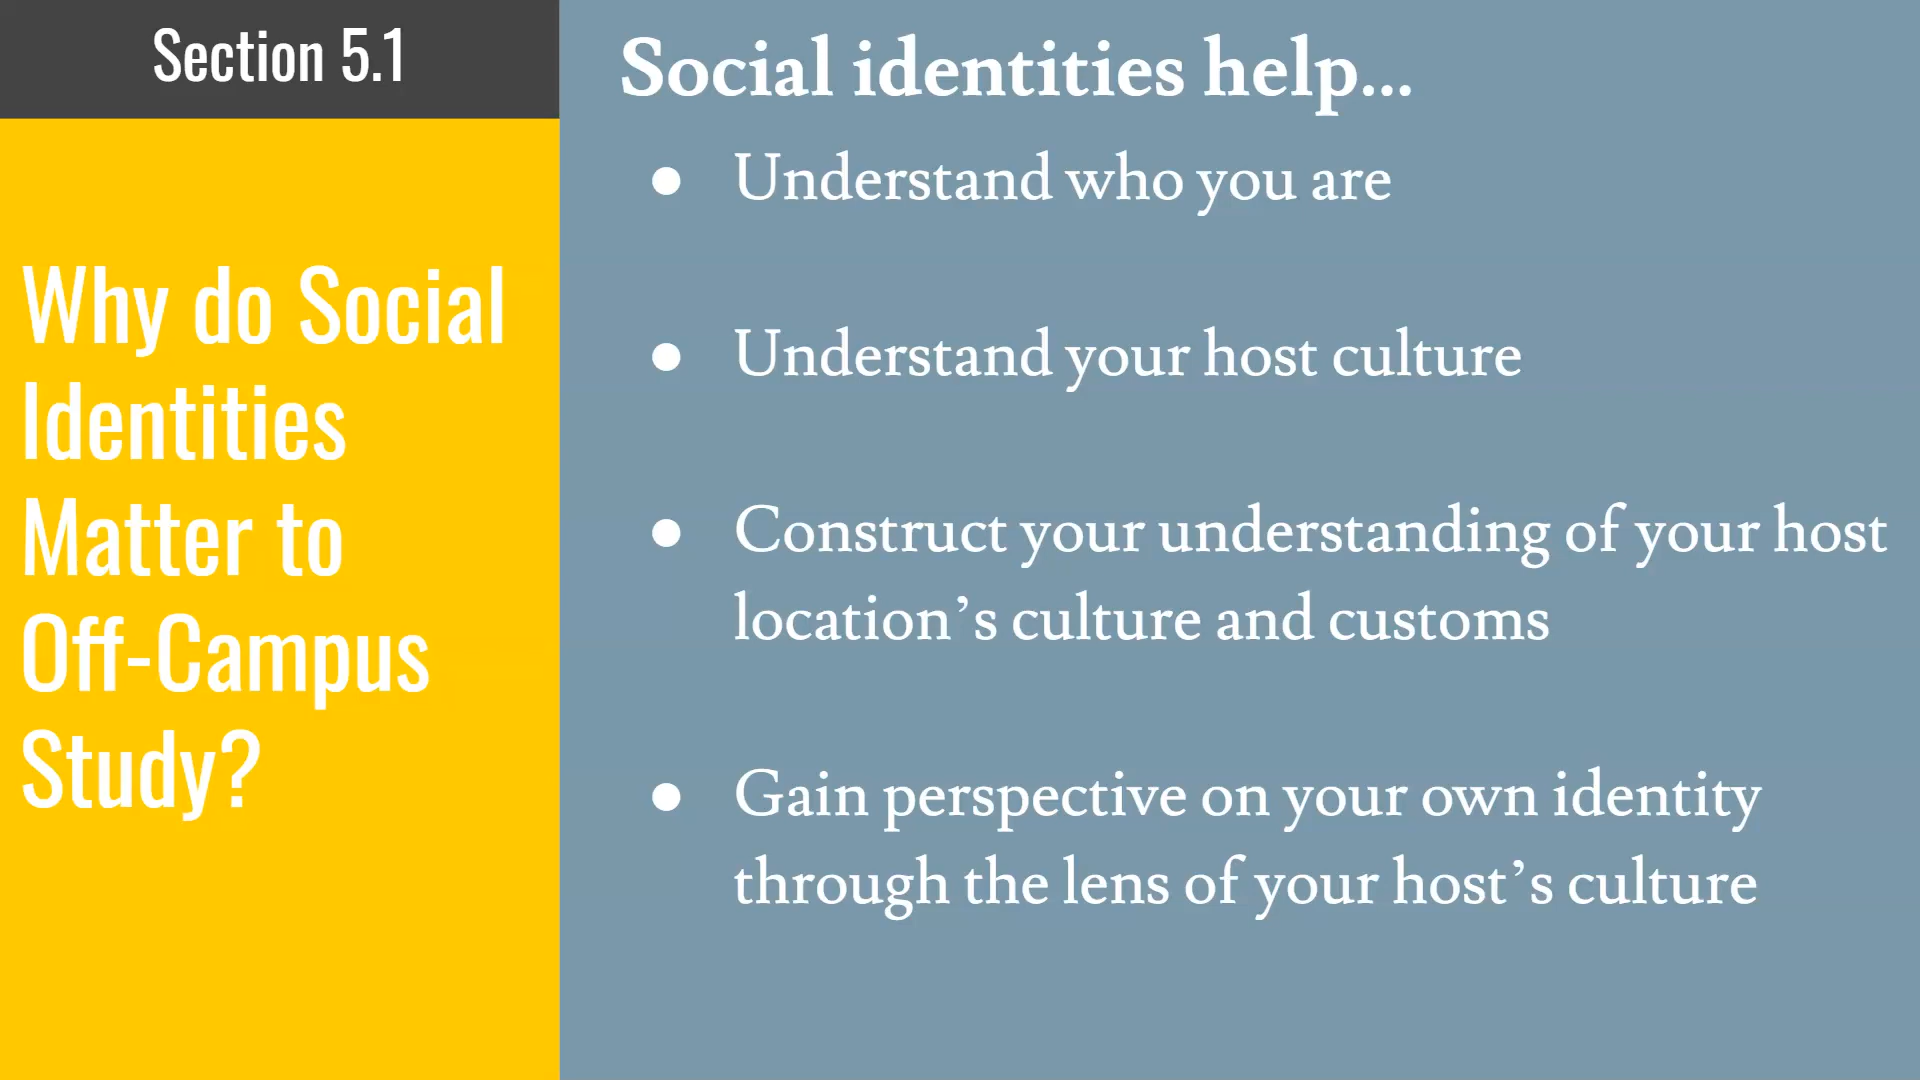 Section 5.1
Why do Social
Identities
Matter to
Off-Campus
Study?
Social identities help...
● Understand who you are
● Understand your host culture
● Construct your understanding of your host
location’s culture and customs
● Gain perspective on your own identity
through the lens of your host’s culture